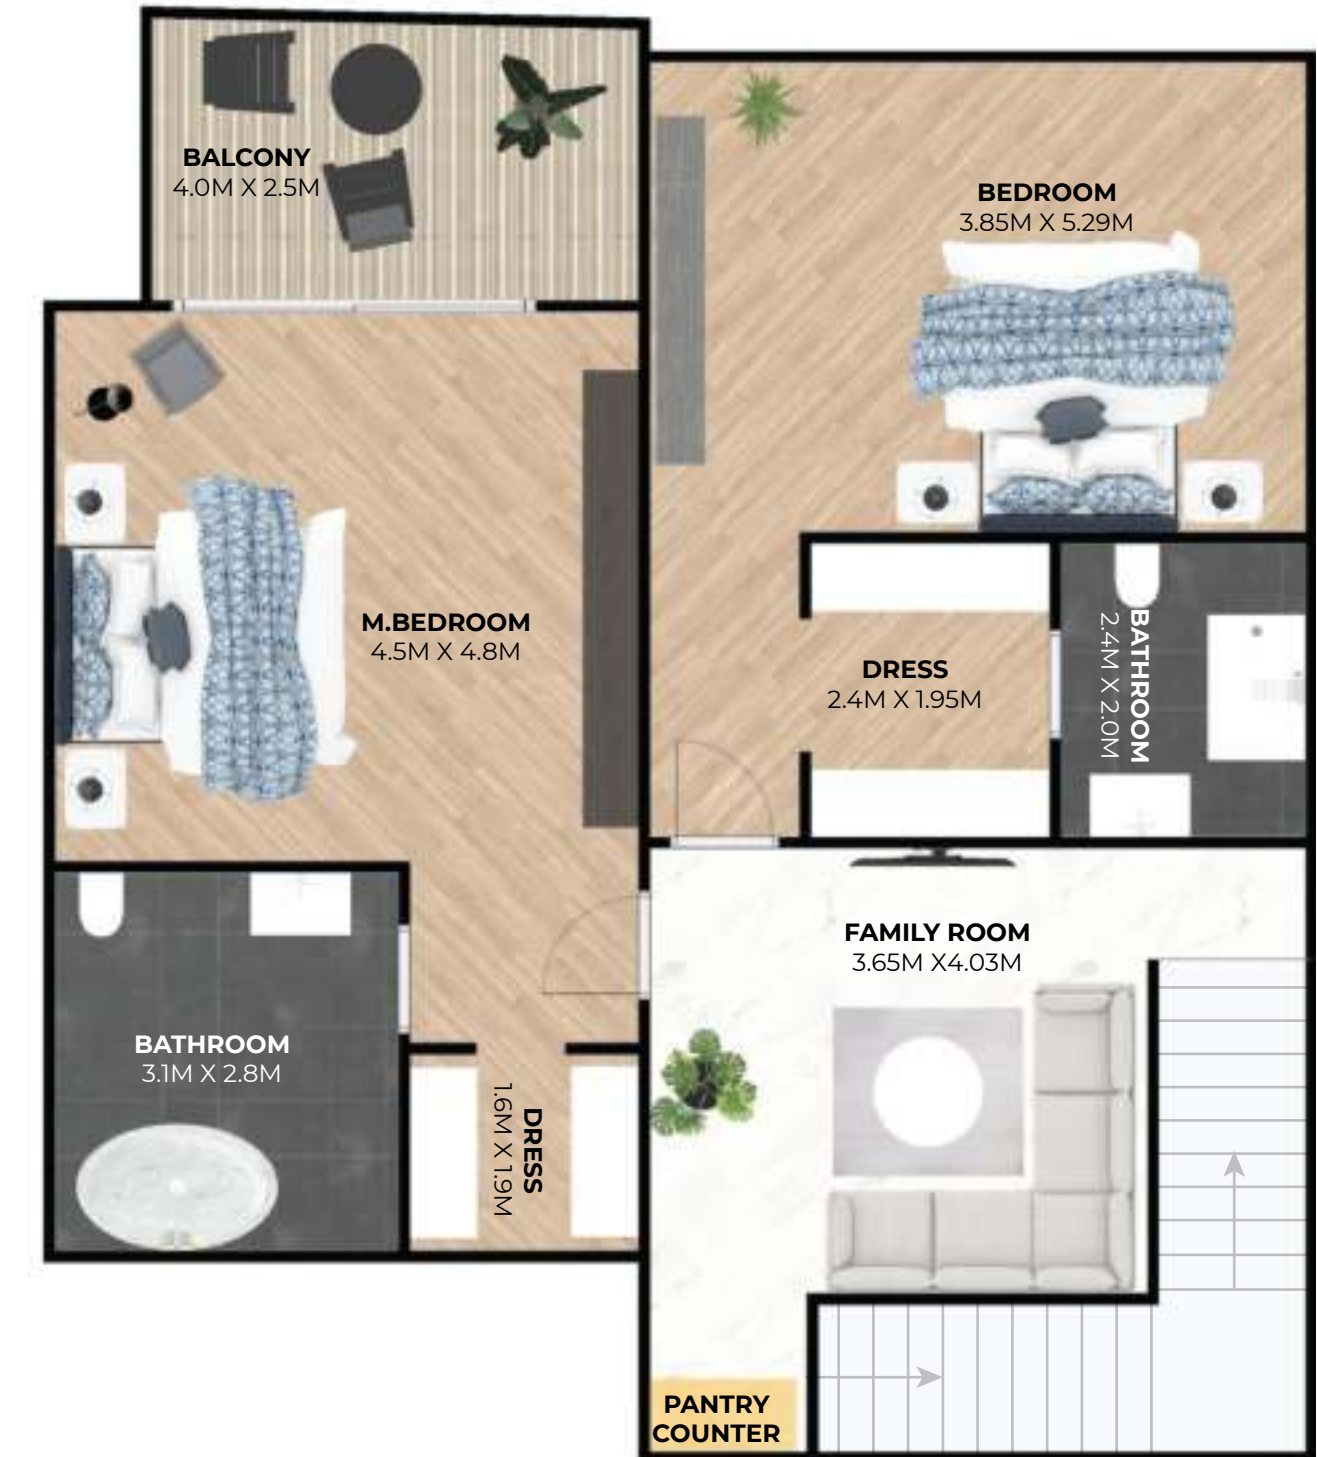 BALCONY
4.0M X 2.5M
BEDROOM
3.85M X 5.29M
M.BEDROOM
4.5M X 4.8M
DRESS
2.4M X 1.95M
BATHROOM
2.4M X 2.0M
FAMILY ROOM
3.65M X4.03M
BATHROOM
3.1M X 2.8M
DRESS
1.6M X 1.9M
PANTRY
COUNTER